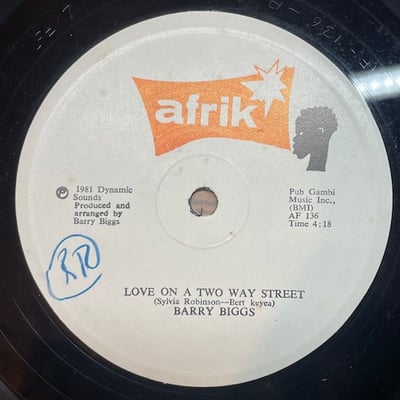 afrik
℗ 1981 Dynamic
Sounds
Produced and
arranged by
Barry Biggs
Pub Gambi
Music Inc.,
(BMI)
AF 136
Time 4:18
LOVE ON A TWO WAY STREET
(Sylvia Robinson—Bert keyea)
BARRY BIGGS